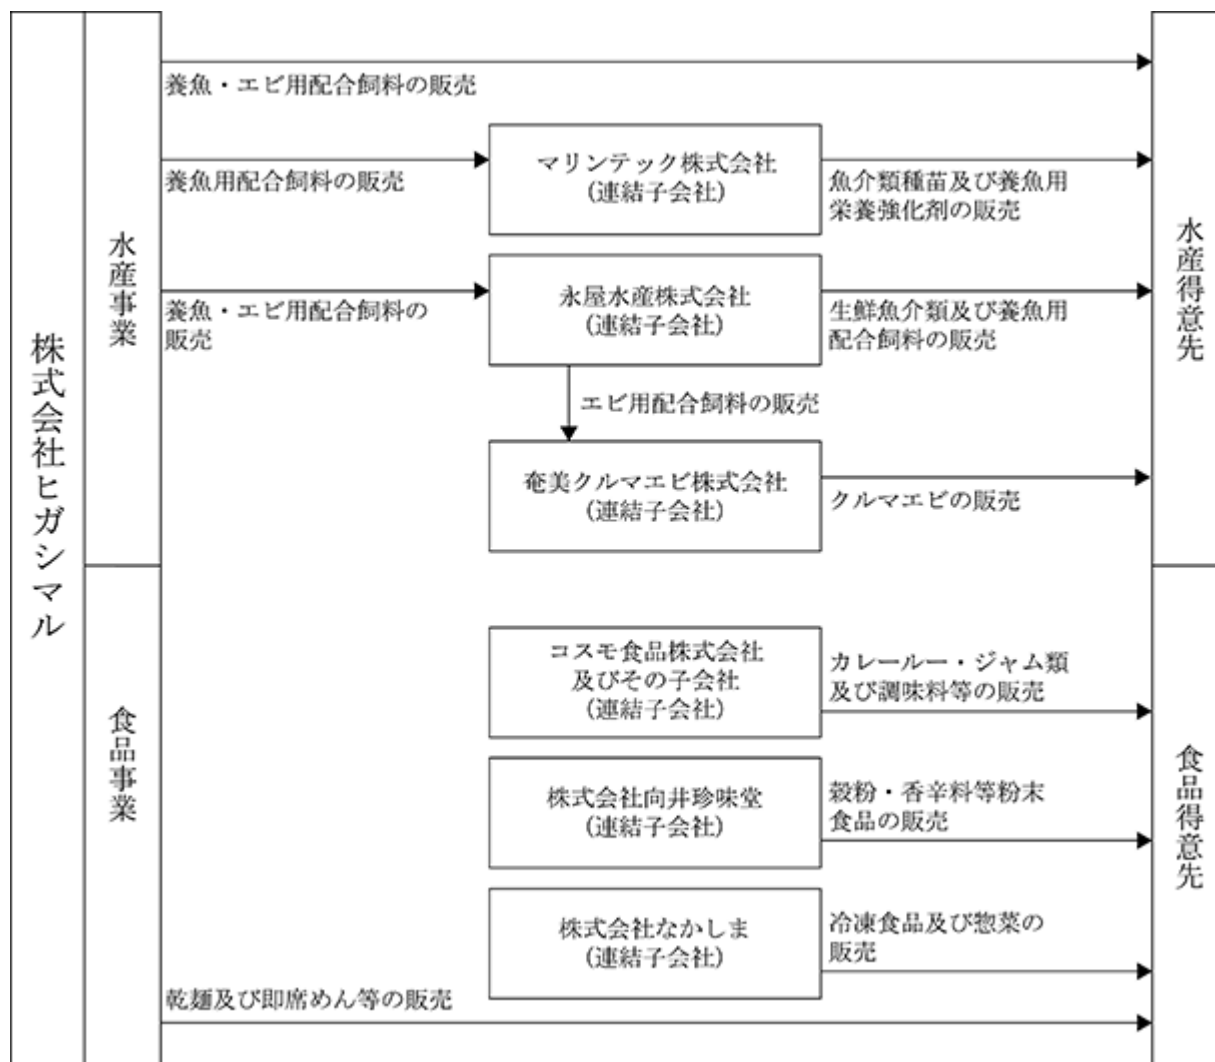 株式会社ヒガシマル
水産事業
養魚・エビ用配合飼料の販売
養魚用配合飼料の販売
マリンテック株式会社
(連結子会社)
魚介類種苗及び養魚用
栄養強化剤の販売
養魚・エビ用配合飼料の
販売
永屋水産株式会社
(連結子会社)
生鮮魚介類及び養魚用
配合飼料の販売
エビ用配合飼料の販売
奄美クルマエビ株式会社
(連結子会社)
クルマエビの販売
水産得意先
食品事業
コスモ食品株式会社
及びその子会社
(連結子会社)
カレールー・ジャム類
及び調味料等の販売
株式会社向井珍味堂
(連結子会社)
穀粉・香辛料等粉末
食品の販売
株式会社なかしま
(連結子会社)
冷凍食品及び惣菜の
販売
乾麺及び即席めん等の販売
食品得意先